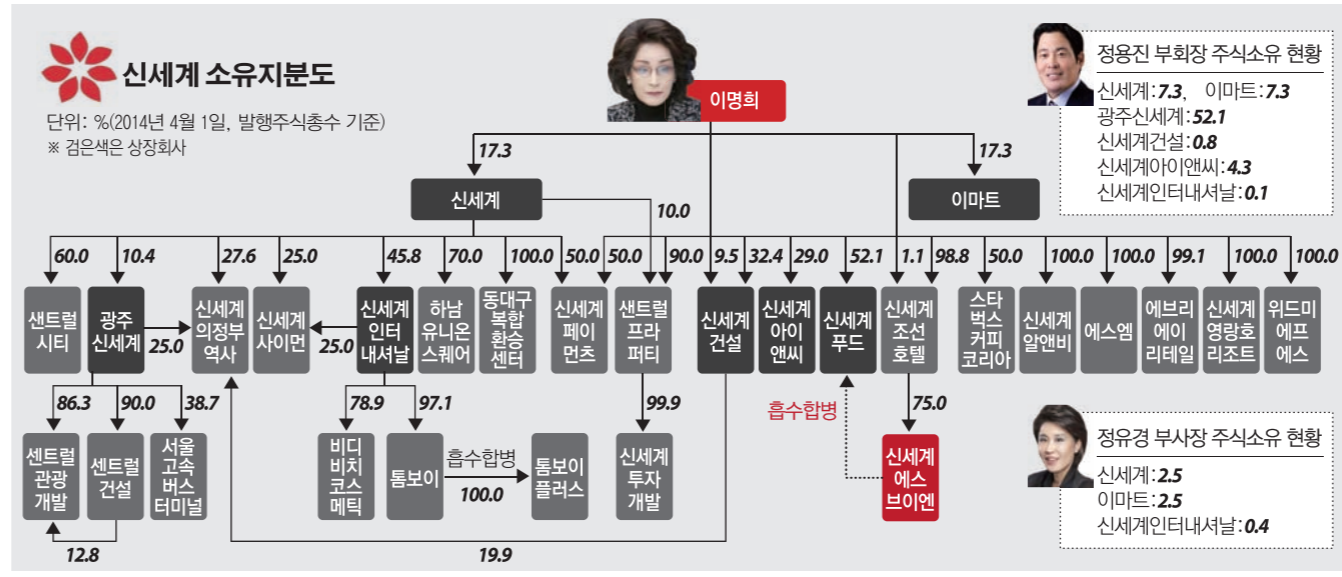 신세계 소유지분도
단위: %(2014년 4월 1일, 발행주식총수 기준)
※ 검은색은 상장회사
이명희
정용진 부회장 주식소유 현황
신세계:7.3, 이마트:7.3
광주신세계:52.1
신세계건설:0.8
신세계아이앤씨:4.3
신세계인터내셔날:0.1
17.3
17.3
신세계
이마트
10.0
60.0
10.4
27.6
25.0
45.8
70.0
100.0
50.0
50.0
90.0
9.5
32.4
29.0
52.1
1.1
98.8
50.0
100.0
100.0
99.1
100.0
100.0
샌트럴
시티
광주
신세계
신세계
의정부
역사
신세계
사이먼
신세계
인터
내셔날
하남
유니온
스퀘어
동대구
복합
환승
센터
신세계
페이
먼츠
샌트럴
프라
퍼티
신세계
건설
신세계
아이
앤씨
신세계
푸드
신세계
조선
호텔
스타
벅스
커피
코리아
신세계
알앤비
에스엠
에브리
에이
리테일
신세계
영랑호
리조트
위드미
에프
에스
25.0
25.0
86.3
90.0
38.7
78.9
97.1
99.9
흡수합병
75.0
센트럴
관광
개발
센트럴
건설
서울
고속
버스
터미널
비디
비치
코스
메틱
톰보이
흡수합병
100.0
톰보이
플러스
신세계
투자
개발
신세계
에스
브이엔
12.8
19.9
정유경 부사장 주식소유 현황
신세계:2.5
이마트:2.5
신세계인터내셔날:0.4